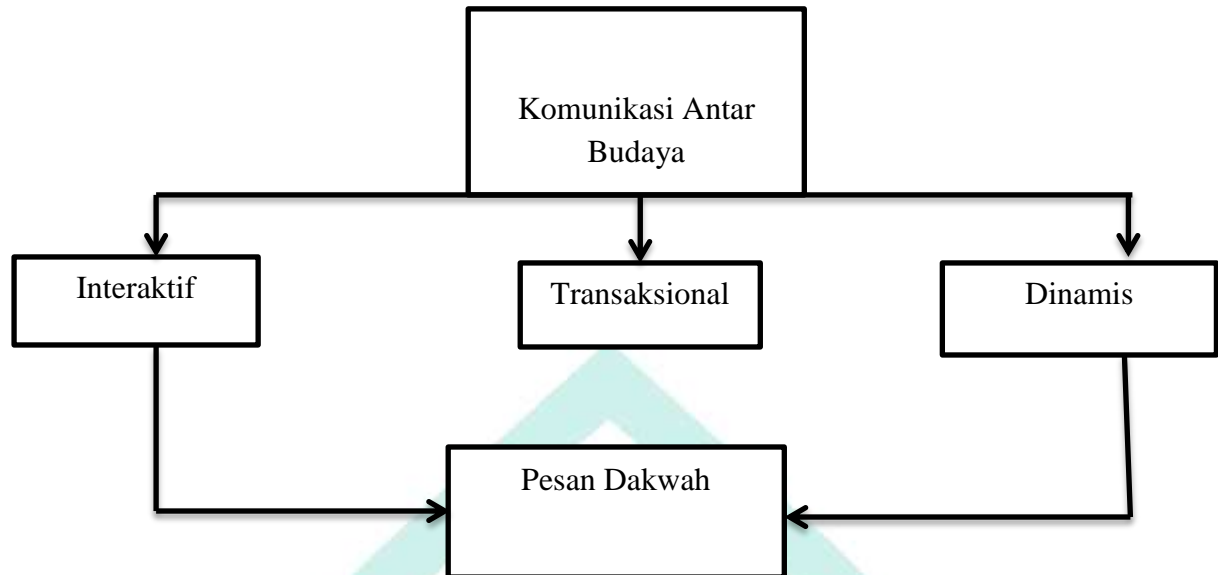 Komunikasi Antar
Budaya
Interaktif
Transaksional
Dinamis
Pesan Dakwah